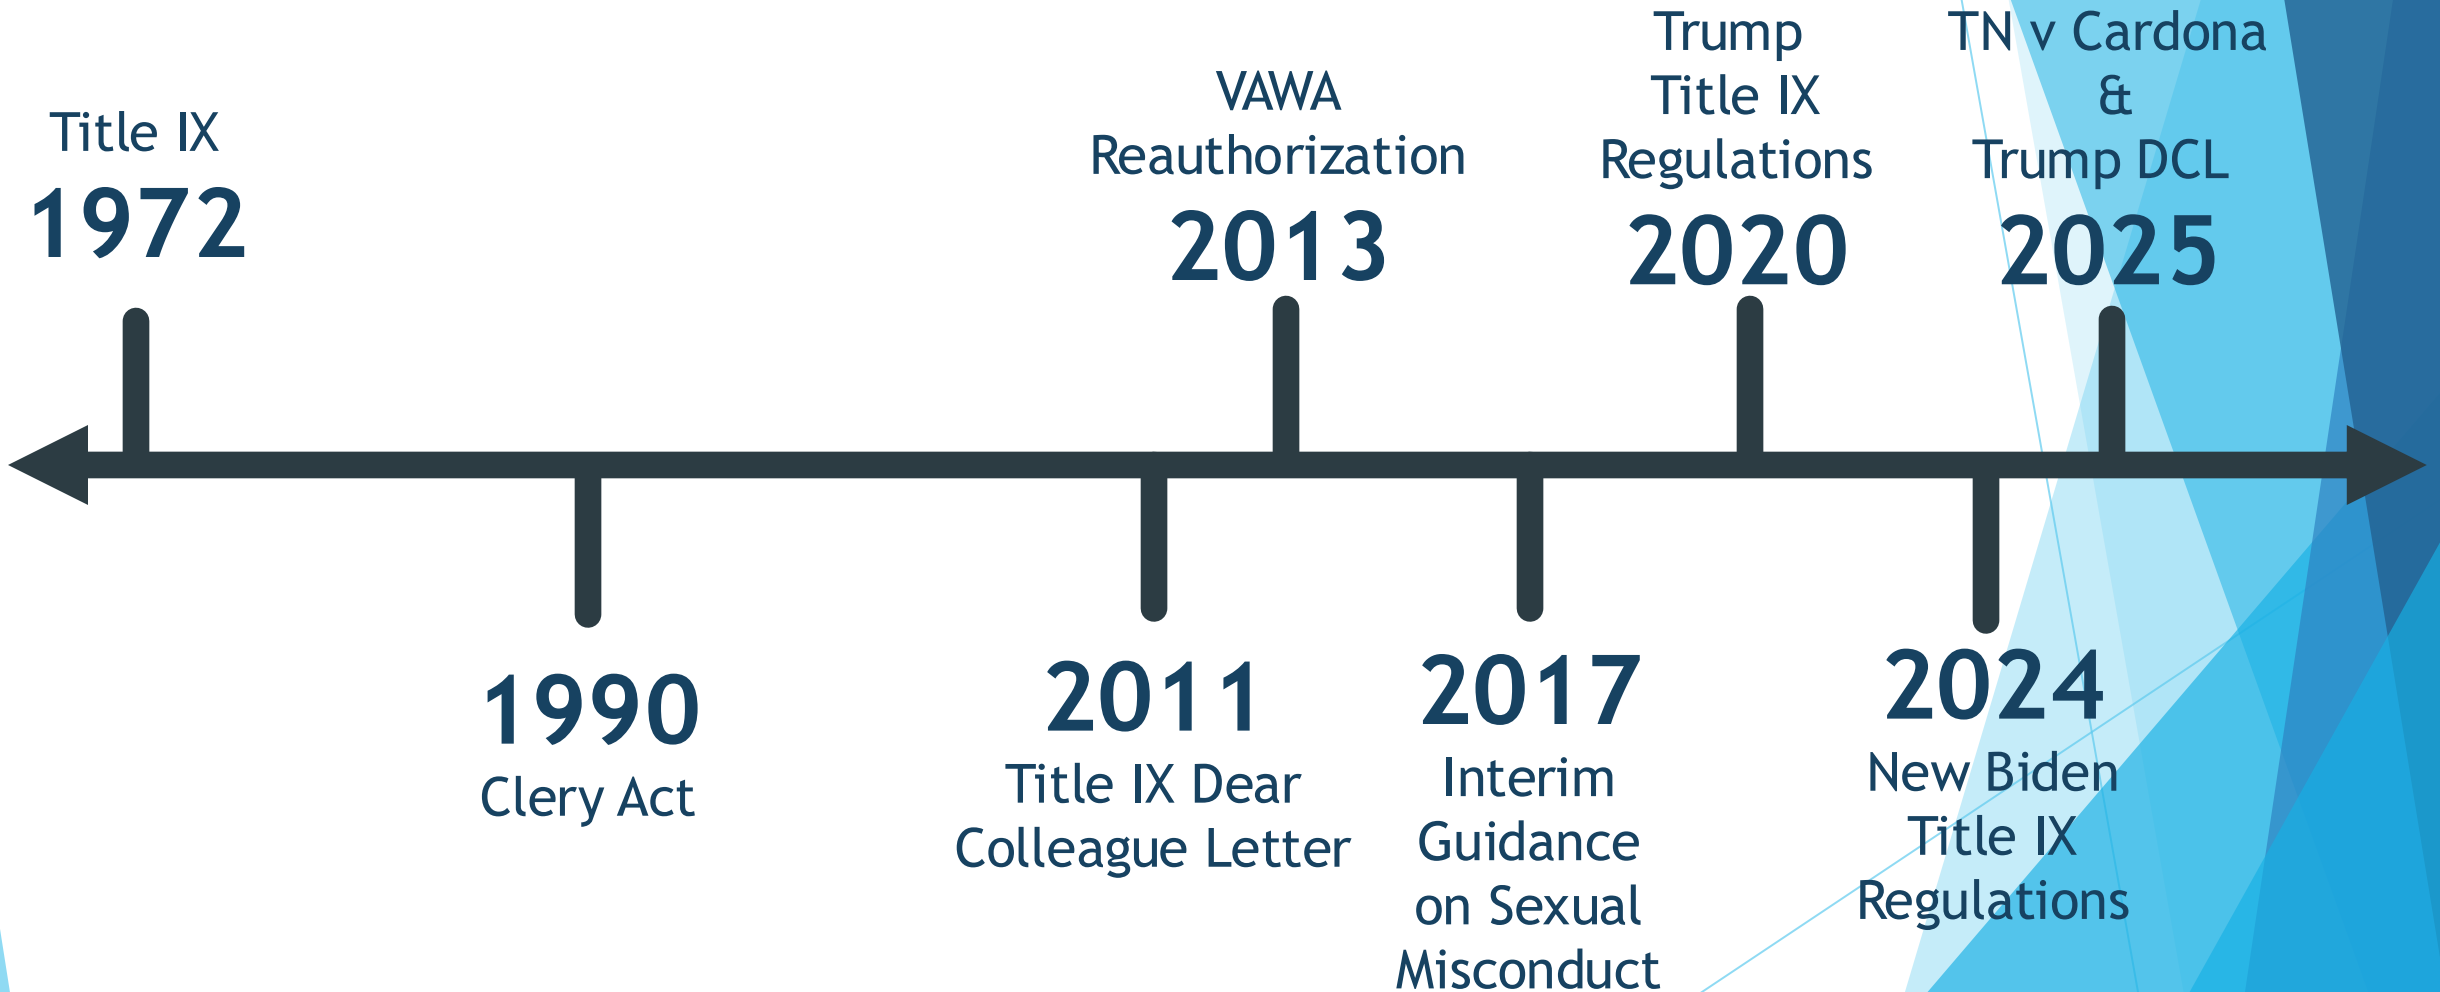 Title IX
1972
1990
Clery Act
2011
Title IX Dear
Colleague Letter
VAWA
Reauthorization
2013
2017
Interim
Guidance
on Sexual
Misconduct
Trump
Title IX
Regulations
2020
2024
New Biden
Title IX
Regulations
TN v Cardona
&
Trump DCL
2025